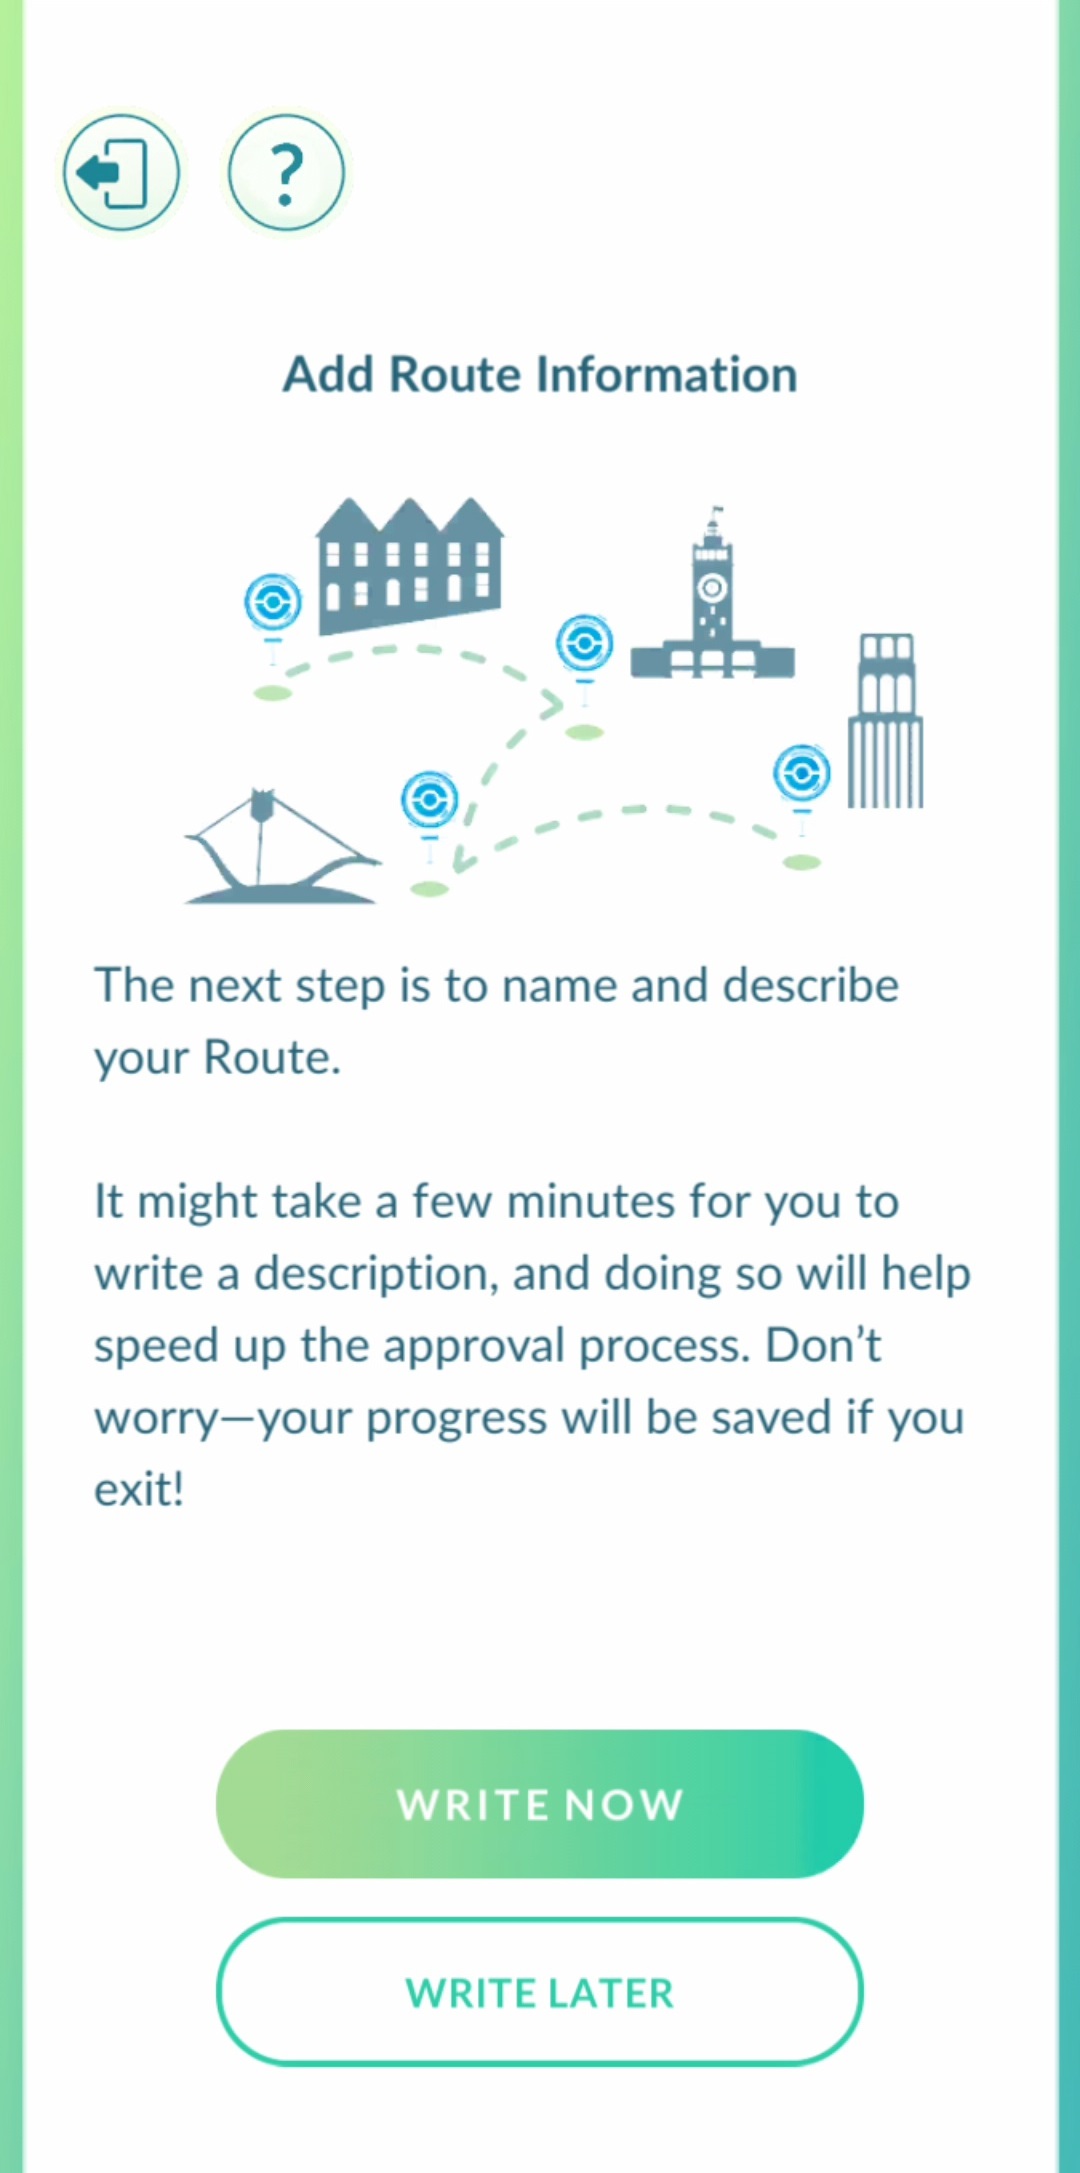 ?
Add Route Information
The next step is to name and describe
your Route.
It might take a few minutes for you to
write a description, and doing so will help
speed up the approval process. Don’t
worry—your progress will be saved if you
exit!
WRITE NOW
WRITE LATER